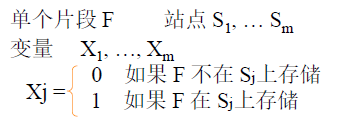 单个片段 F 站点 S1, … Sm
变量 X1, …, Xm
Xj = { 0 如果 F 不在 Sj上存储
1 如果 F 在 Sj上存储